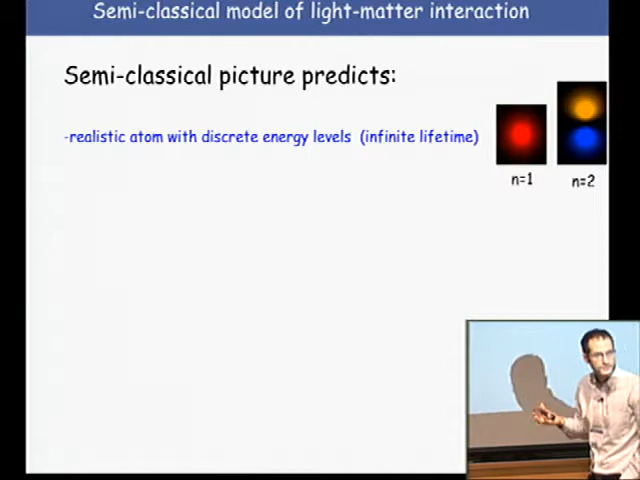 Semi-classical model of light-matter interaction
Semi-classical picture predicts:
-realistic atom with discrete energy levels (infinite lifetime)
n=1
n=2